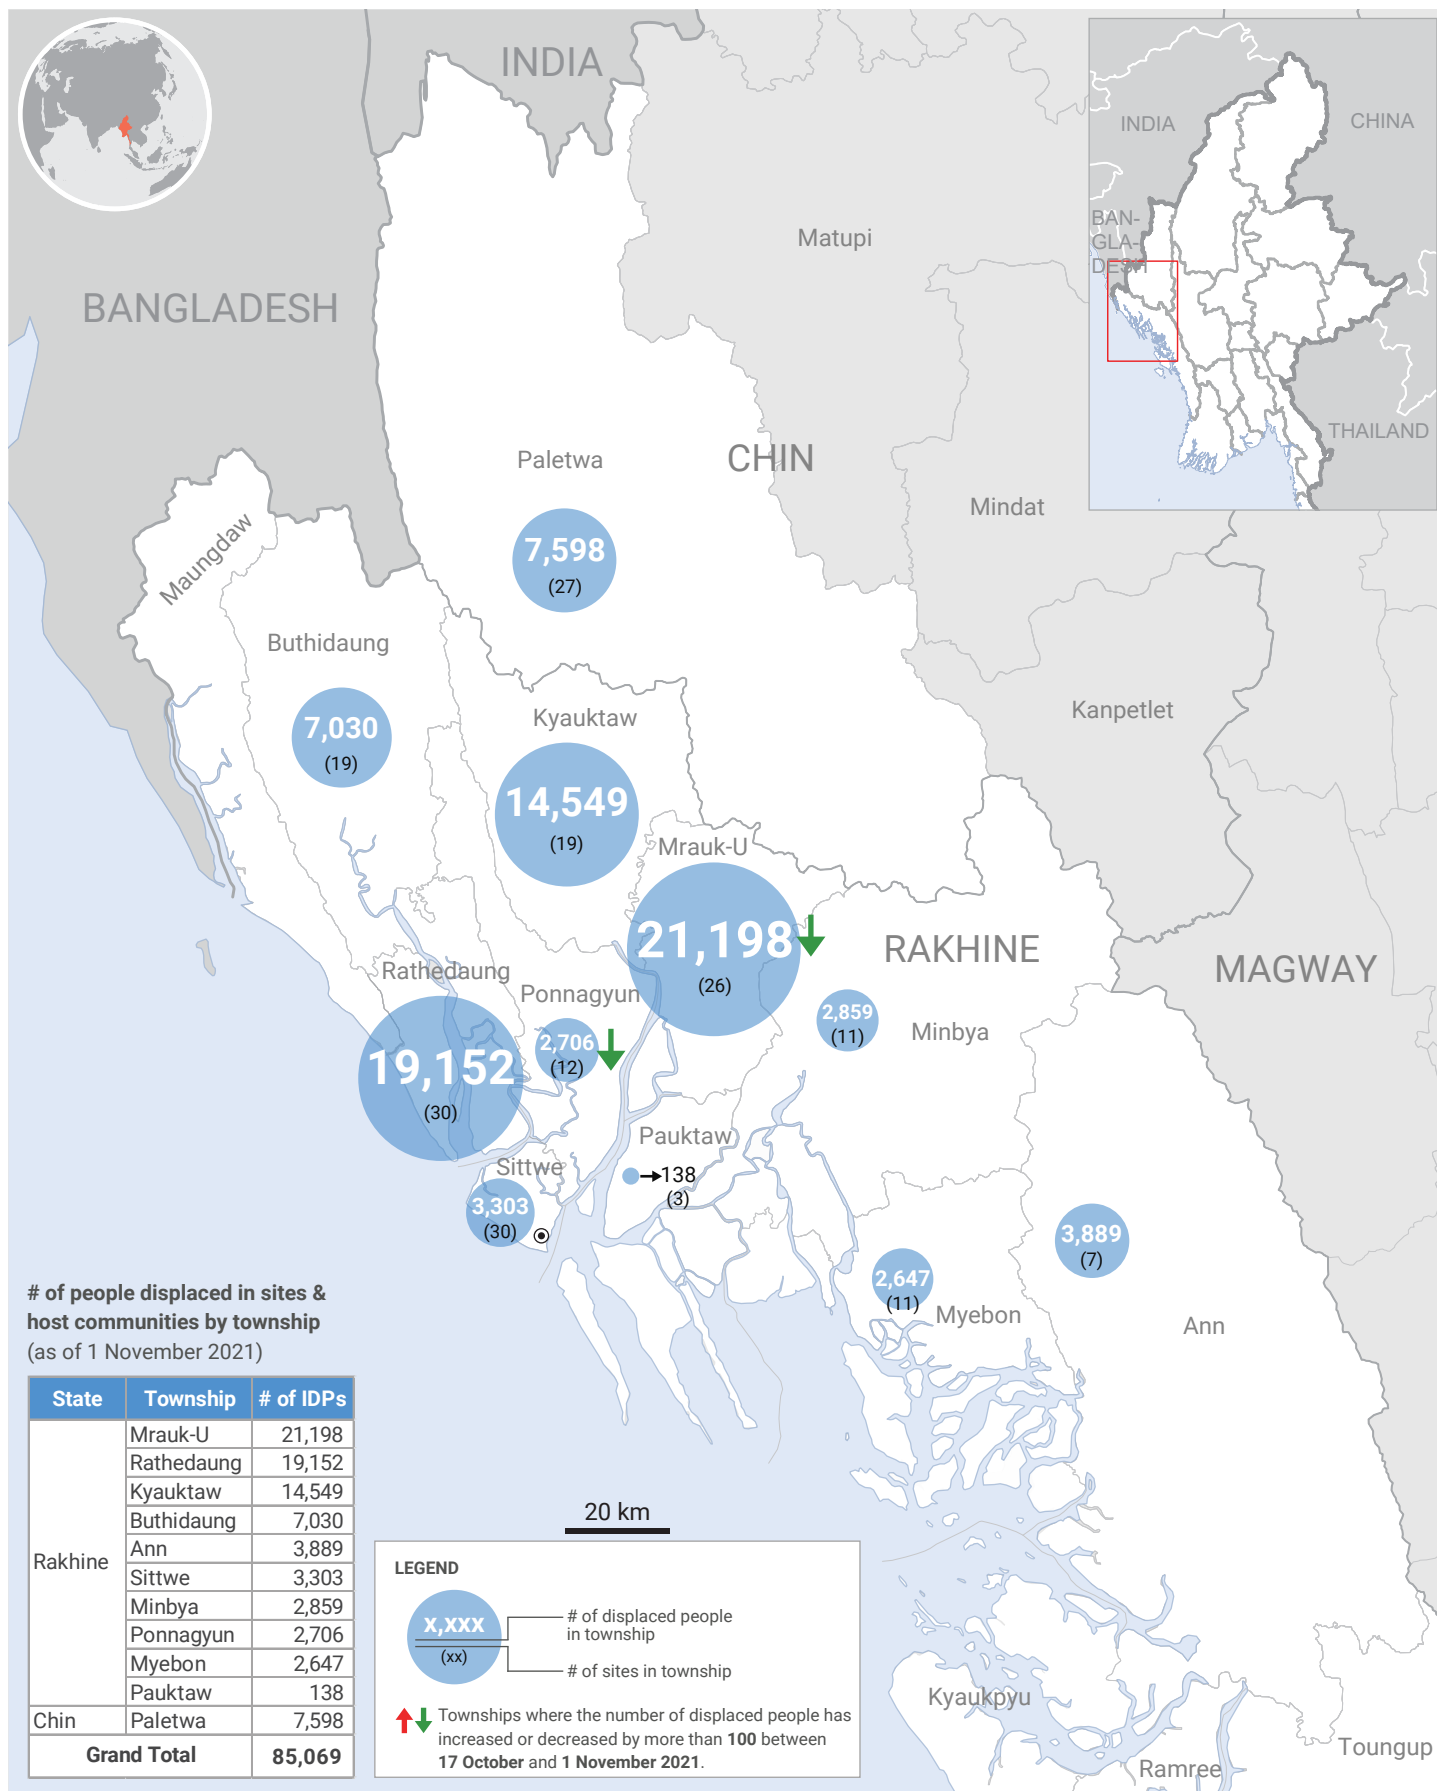 INDIA
BANGLADESH
Matupi
INDIA
CHINA
BAN-
GLA-
DESH
THAILAND
Paletwa
CHIN
7,598
(27)
Mindat
Maungdaw
Buthidaung
7,030
(19)
Kyauktaw
14,549
(19)
Kanpetlet
Mrauk-U
21,198
(26)
RAKHINE
MAGWAY
Rathedaung
19,152
(30)
Ponnagyun
2,706
(12)
2,859
(11)
Minbya
Pauktaw
138
(3)
Sittwe
3,303
(30)
3,889
(7)
2,647
(11)
Myebon
Ann
# of people displaced in sites &
host communities by township
(as of 1 November 2021)
State Township # of IDPs
Rakhine
Mrauk-U 21,198
Rathedaung 19,152
Kyauktaw 14,549
Buthidaung 7,030
Ann 3,889
Sittwe 3,303
Minbya 2,859
Ponnagyun 2,706
Myebon 2,647
Pauktaw 138
Chin Paletwa 7,598
Grand Total 85,069
20 km
LEGEND
x,xxx
(xx)
# of displaced people
in township
# of sites in township
Townships where the number of displaced people has
increased or decreased by more than 100 between
17 October and 1 November 2021.
Kyaukpyu
Ramree
Toungup